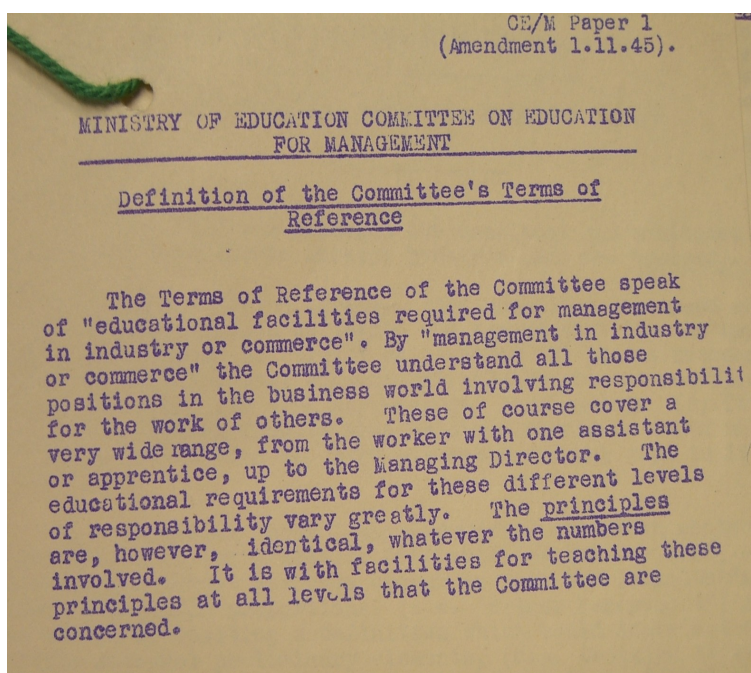 CE/M Paper 1
(Amendment 1.11.45).
MINISTRY OF EDUCATION COMMITTEE ON EDUCATION
FOR MANAGEMENT
Definition of the Committee's Terms of
Reference
The Terms of Reference of the Committee speak
of "educational facilities required for management
in industry or commerce". By "management in industry
or commerce" the Committee understand all those
positions in the business world involving responsibilit
for the work of others. These of course cover a
very wide range, from the worker with one assistant
or apprentice, up to the Managing Director. The
educational requirements for these different levels
of responsibility vary greatly. The principles
are, however, identical, whatever the numbers
involved. It is with facilities for teaching these
principles at all levels that the Committee are
concerned.